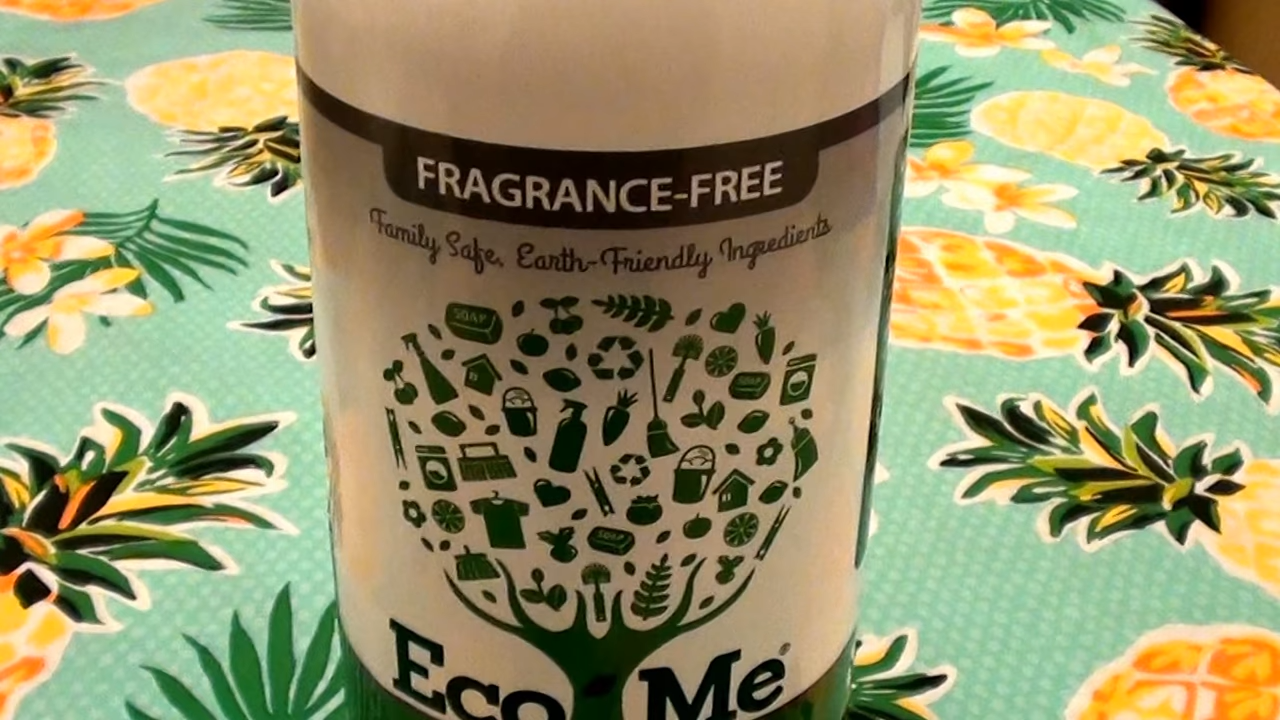 FRAGRANCE-FREE
Family Safe, Earth-Friendly Ingredients
SOAP
SOAP
SOAP
Eco Me®